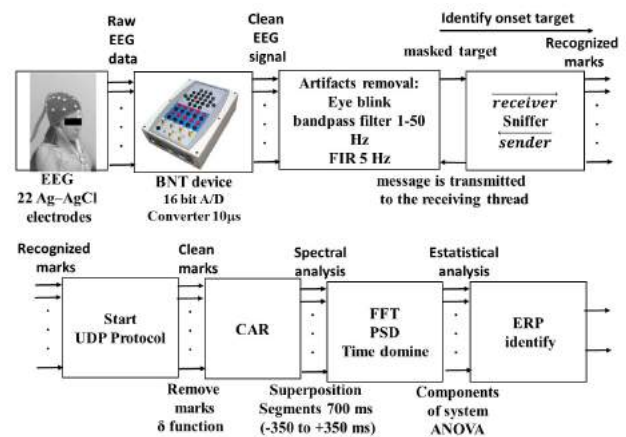 Raw
EEG
data
Clean
EEG
signal
Identify onset target
masked target
Recognized
marks
Artifacts removal:
Eye blink
bandpass filter 1-50
Hz
FIR 5 Hz
receiver
Sniffer
sender
EEG
22 Ag–AgCl
electrodes
BNT device
16 bit A/D
Converter 10μs
message is transmitted
to the receiving thread
Recognized
marks
Clean
marks
Spectral
analysis
Estatistical analysis
Start
UDP Protocol
CAR
FFT
PSD
Time domine
ERP
identify
Remove
marks
δ function
Superposition
Segments 700 ms
(-350 to +350 ms)
Components
of system
ANOVA